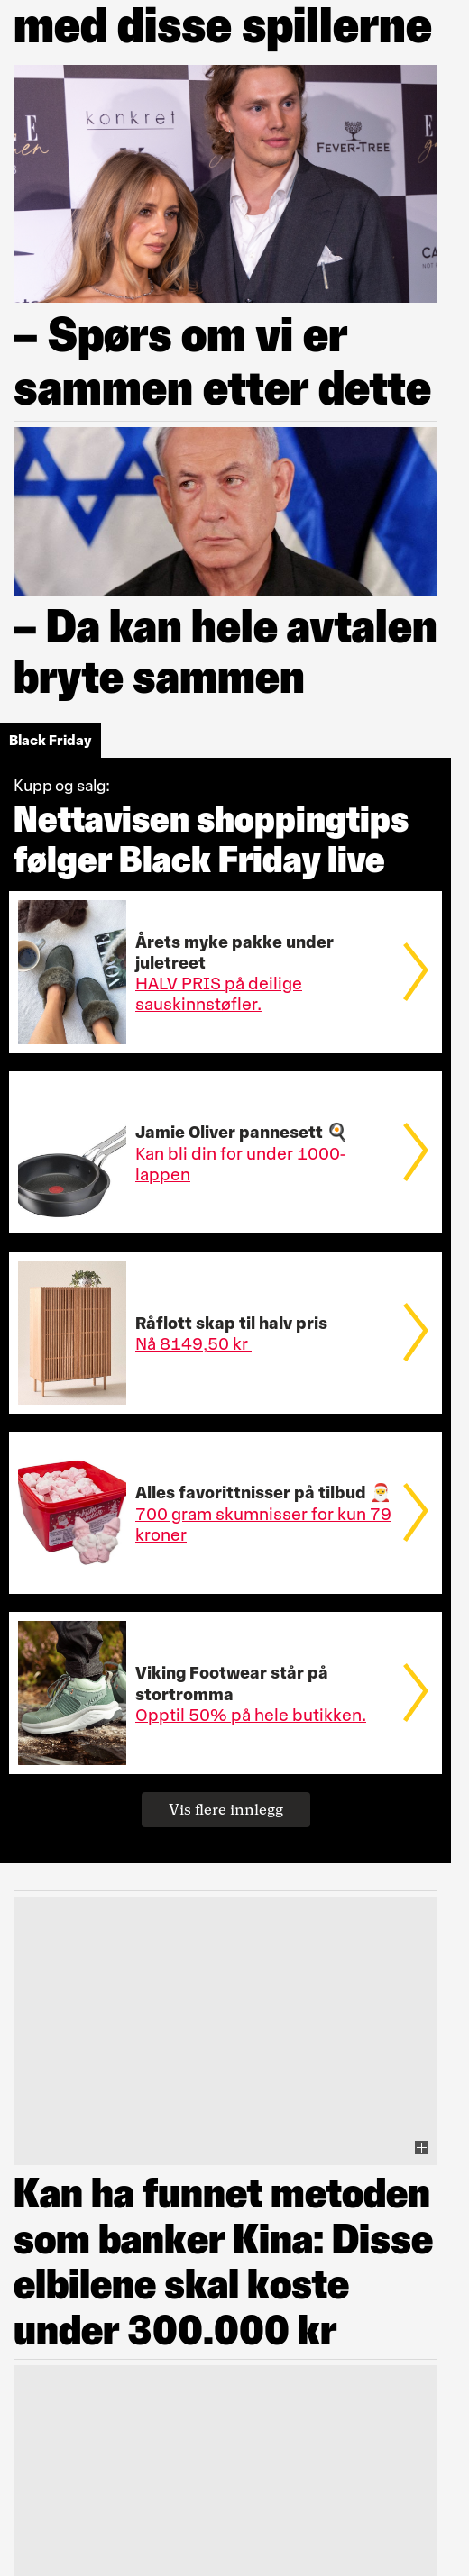 med disse spillerne
konkret
FEVER-TREE
– Spørs om vi er
sammen etter dette
– Da kan hele avtalen
bryte sammen
Black Friday
Kupp og salg:
Nettavisen shoppingtips
følger Black Friday live
Årets myke pakke under
juletreet
HALV PRIS på deilige
sauskinnstøfler.
Jamie Oliver pannesett 🍳
Kan bli din for under 1000-
lappen
Råflott skap til halv pris
Nå 8149,50 kr
Alles favorittnisser på tilbud 🎅
700 gram skumnisser for kun 79
kroner
Viking Footwear står på
stortromma
Opptil 50% på hele butikken.
Vis flere innlegg
Kan ha funnet metoden
som banker Kina: Disse
elbilene skal koste
under 300.000 kr